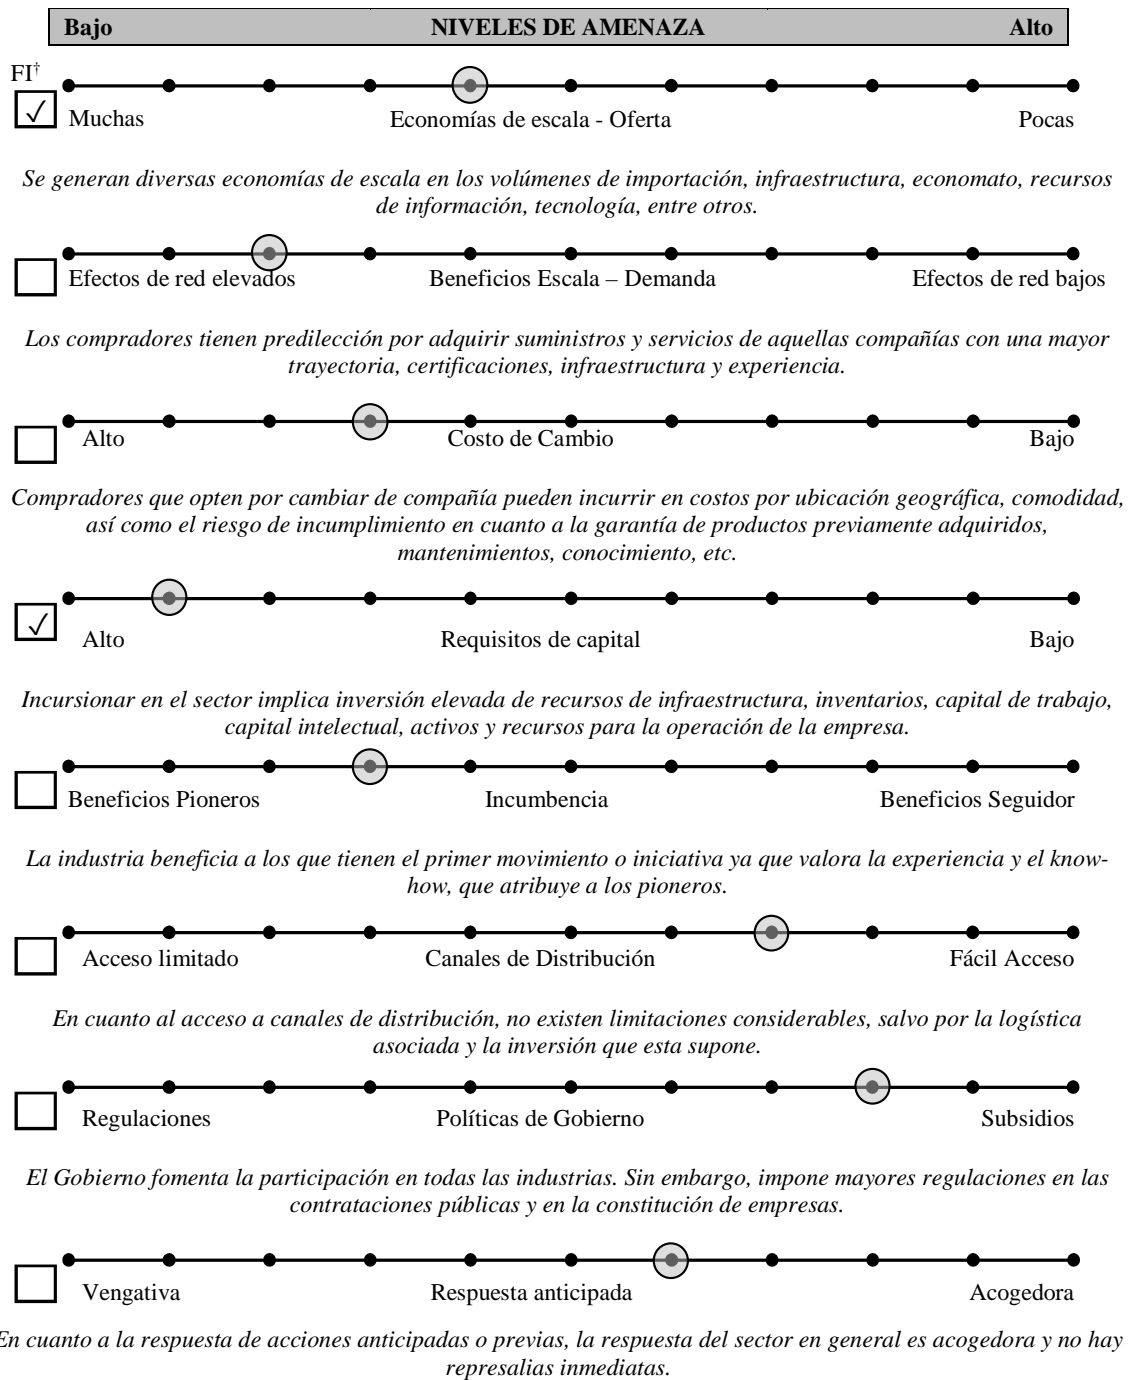 Bajo NIVELES DE AMENAZA Alto
FI†
✓ Muchas Economías de escala - Oferta Pocas
Se generan diversas economías de escala en los volúmenes de importación, infraestructura, economato, recursos
de información, tecnología, entre otros.
Efectos de red elevados Beneficios Escala – Demanda Efectos de red bajos
Los compradores tienen predilección por adquirir suministros y servicios de aquellas compañías con una mayor
trayectoria, certificaciones, infraestructura y experiencia.
Alto Costo de Cambio Bajo
Compradores que opten por cambiar de compañía pueden incurrir en costos por ubicación geográfica, comodidad,
así como el riesgo de incumplimiento en cuanto a la garantía de productos previamente adquiridos,
mantenimientos, conocimiento, etc.
✓ Alto Requisitos de capital Bajo
Incursionar en el sector implica inversión elevada de recursos de infraestructura, inventarios, capital de trabajo,
capital intelectual, activos y recursos para la operación de la empresa.
Beneficios Pioneros Incumbencia Beneficios Seguidor
La industria beneficia a los que tienen el primer movimiento o iniciativa ya que valora la experiencia y el know-
how, que atribuye a los pioneros.
Acceso limitado Canales de Distribución Fácil Acceso
En cuanto al acceso a canales de distribución, no existen limitaciones considerables, salvo por la logística
asociada y la inversión que esta supone.
Regulaciones Políticas de Gobierno Subsidios
El Gobierno fomenta la participación en todas las industrias. Sin embargo, impone mayores regulaciones en las
contrataciones públicas y en la constitución de empresas.
Vengativa Respuesta anticipada Acogedora
En cuanto a la respuesta de acciones anticipadas o previas, la respuesta del sector en general es acogedora y no hay
represalias inmediatas.